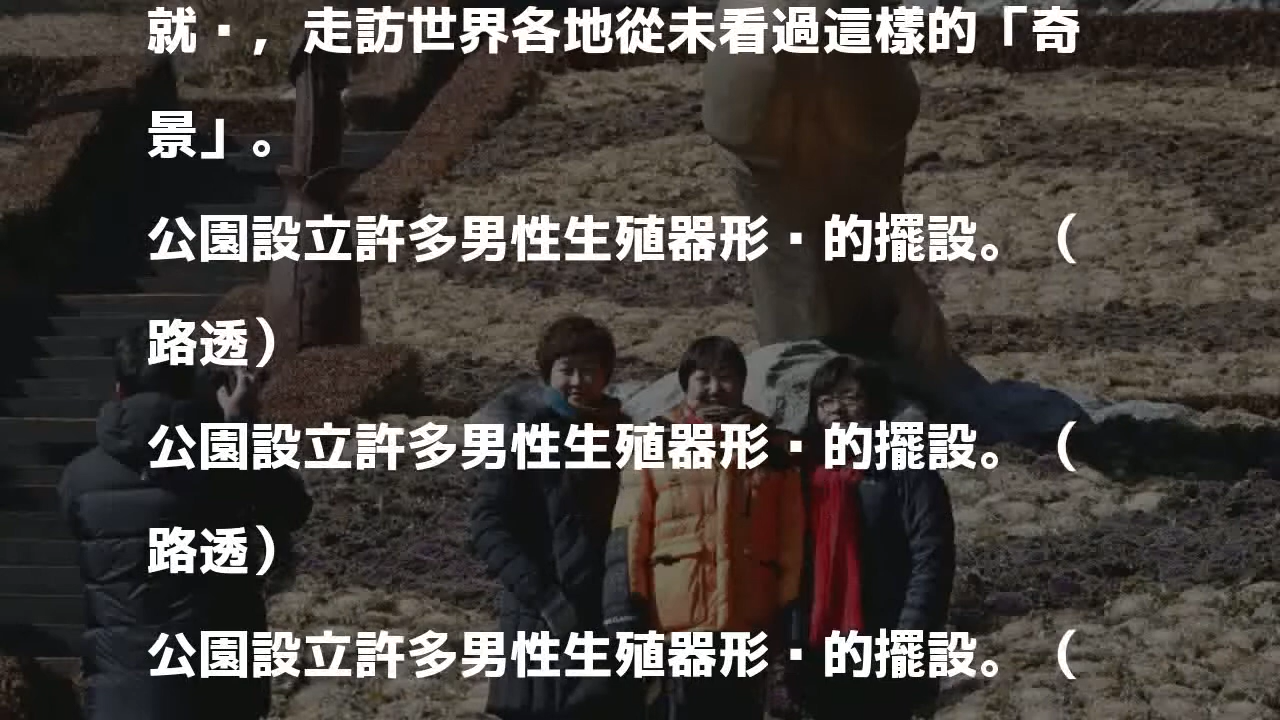 就▪，走訪世界各地從未看過這樣的「奇
景」。
公園設立許多男性生殖器形▪的擺設。（
路透）
公園設立許多男性生殖器形▪的擺設。（
路透）
公園設立許多男性生殖器形▪的擺設。（